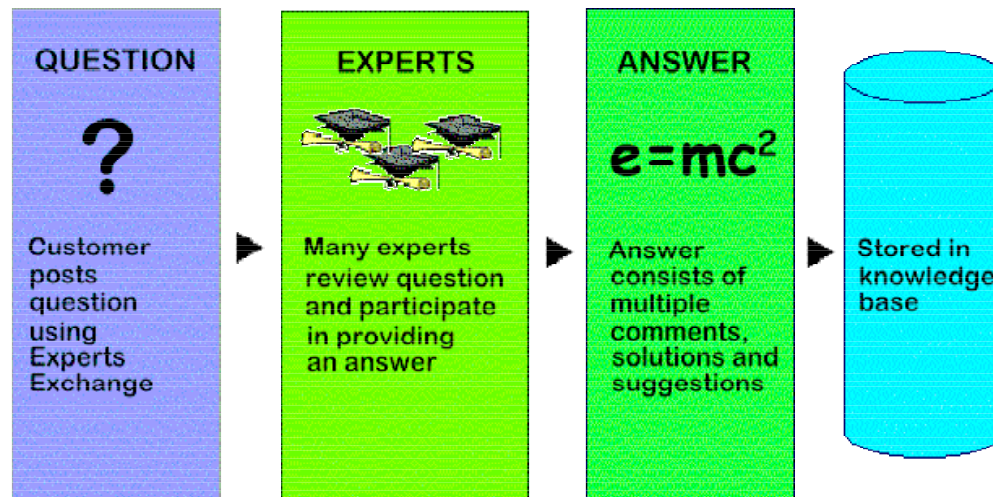 QUESTION
?
Customer
posts
question
using
Experts
Exchange
EXPERTS
Many experts
review question
and participate
in providing
an answer
ANSWER
e=mc²
Answer
consists of
multiple
comments,
solutions and
suggestions
Stored in
knowledge
base